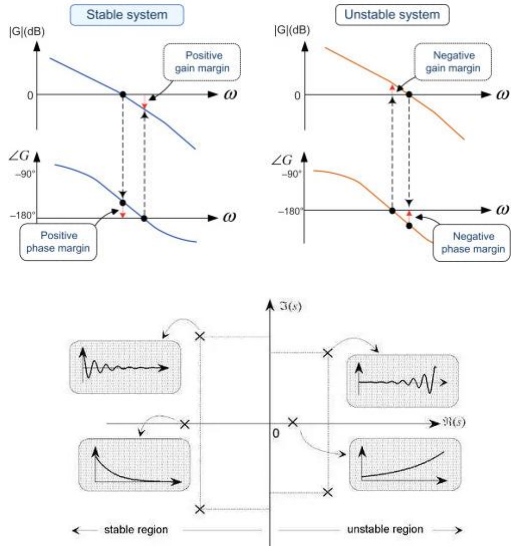 Stable system
|G|(dB)
Positive
gain margin
0
ω
∠G
−90°
−180°
ω
Positive
phase margin
Unstable system
|G|(dB)
Negative
gain margin
0
ω
∠G
−90°
−180°
ω
Negative
phase margin
ℑ(s)
ℜ(s)
0
stable region
unstable region